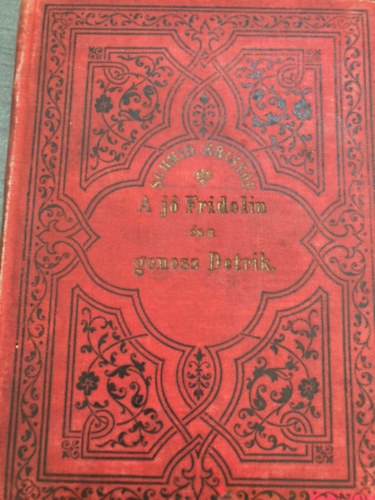 SCHMID KRISTÓF
A jó Fridolin
és a
gonosz Detrik.